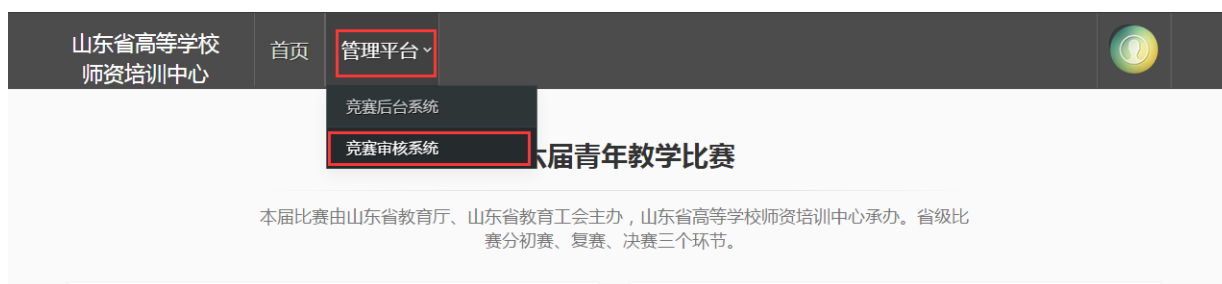 山东省高等学校
师资培训中心
首页
管理平台
竞赛后台系统
竞赛审核系统
届青年教学比赛
本届比赛由山东省教育厅、山东省教育工会主办，山东省高等学校师资培训中心承办。省级比
赛分初赛、复赛、决赛三个环节。